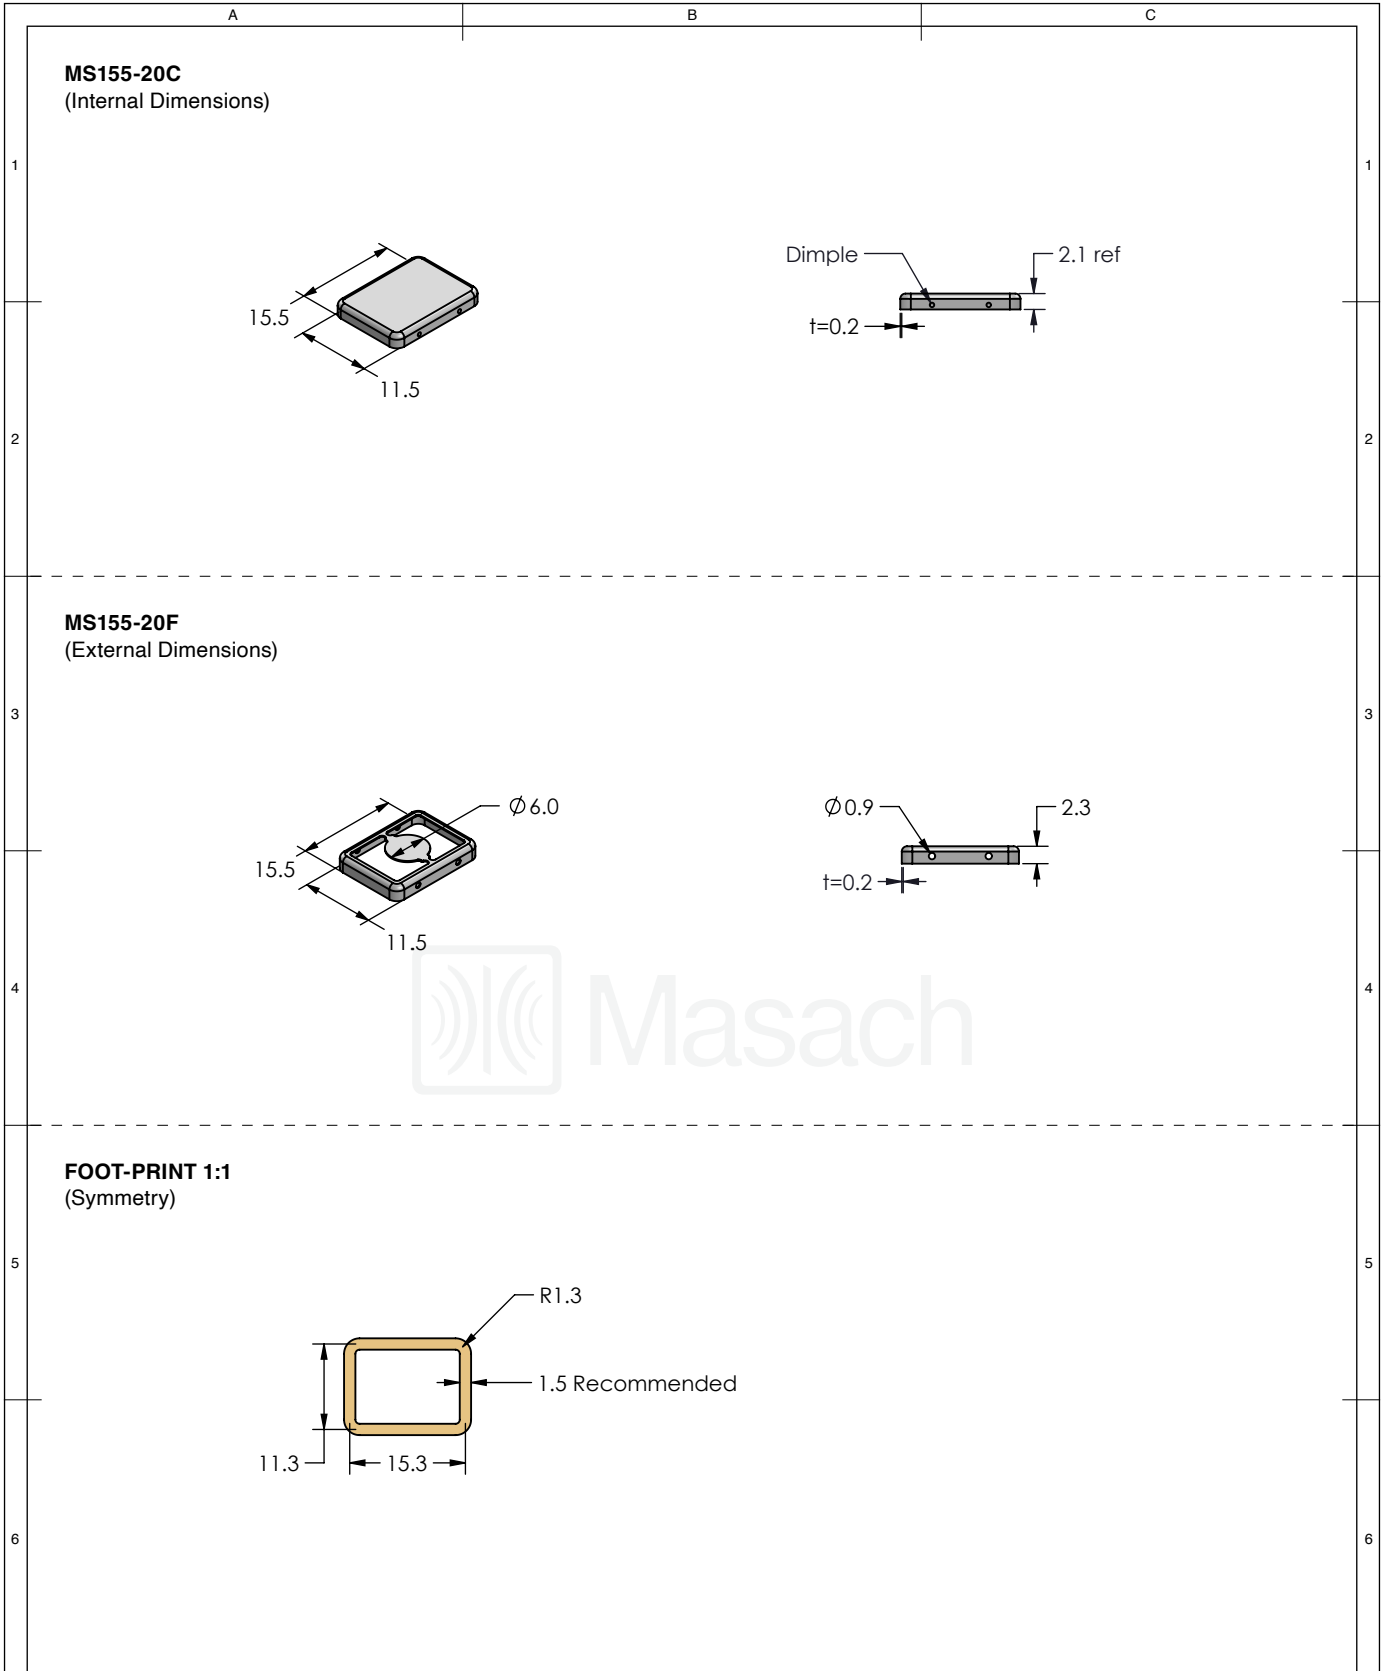 A B C
MS155-20C
(Internal Dimensions)
1 1
Dimple 2.1 ref
15.5
t=0.2
11.5
2 2
MS155-20F
(External Dimensions)
3 3
Ø6.0 Ø0.9 2.3
15.5
t=0.2
11.5
Masach
4 4
FOOT-PRINT 1:1
(Symmetry)
5 5
R1.3
1.5 Recommended
11.3 15.3
6 6